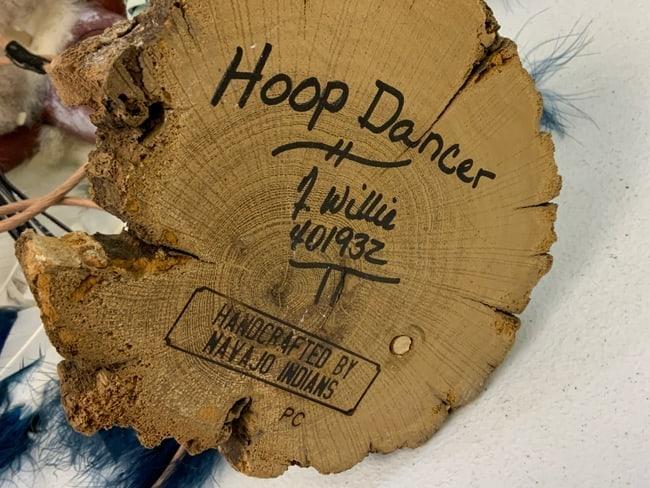 Hoop Dancer
J. Willie
401932
HANDCRAFTED BY
NAVAJO INDIANS
PC